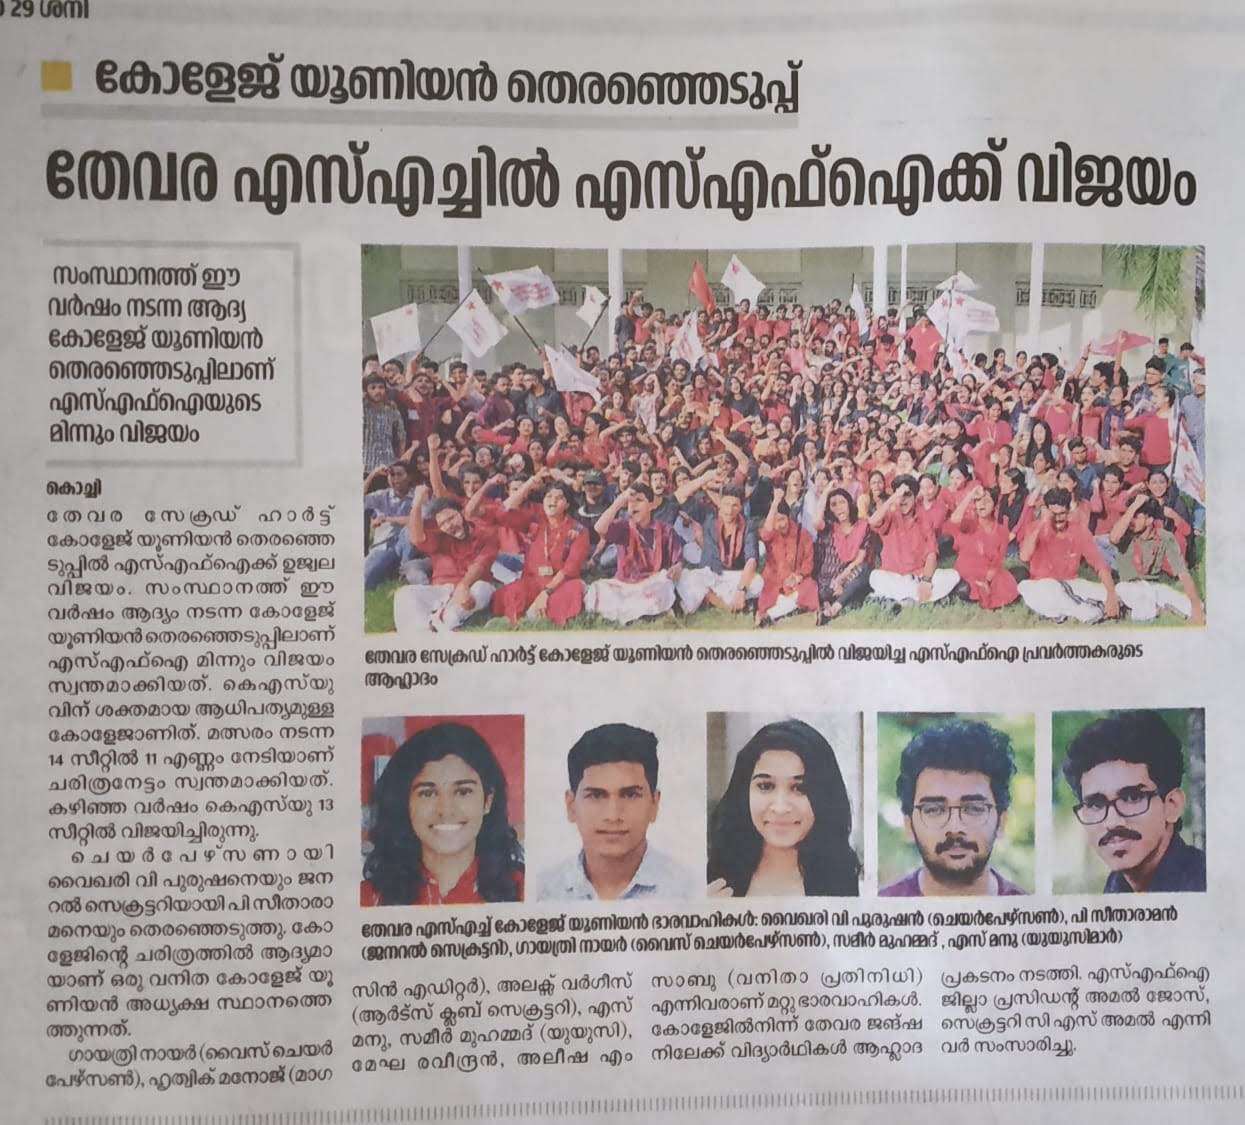 29 ശനി
കോളേജ് യൂണിയൻ തെരഞ്ഞെടുപ്പ്
തേവര എസ്എച്ചിൽ എസ്എഫ്ഐക്ക് വിജയം
സംസ്ഥാനത്ത് ഈ
വർഷം നടന്ന ആദ്യ
കോളേജ് യൂണിയൻ
തെരഞ്ഞെടുപ്പിലാണ്
എസ്എഫ്ഐയുടെ
മിന്നും വിജയം
കൊച്ചി
തേവര സേക്രഡ് ഹാർട്ട്
കോളേജ് യൂണിയൻ തെരഞ്ഞെ
ടുപ്പിൽ എസ്എഫ്ഐക്ക് ഉജ്വല
വിജയം. സംസ്ഥാനത്ത് ഈ
വർഷം ആദ്യം നടന്ന കോളേജ്
യൂണിയൻ തെരഞ്ഞെടുപ്പിലാണ്
എസ്എഫ്ഐ മിന്നും വിജയം
സ്വന്തമാക്കിയത്. കെഎസ്‌യു
വിന് ശക്തമായ ആധിപത്യമുള്ള
കോളേജാണിത്. മത്സരം നടന്ന
14 സീറ്റിൽ 11 എണ്ണം നേടിയാണ്
ചരിത്രനേട്ടം സ്വന്തമാക്കിയത്.
കഴിഞ്ഞ വർഷം കെഎസ്‌യു 13
സീറ്റിൽ വിജയിച്ചിരുന്നു.
ചെയർപേഴ്സണായി
വൈഖരി വി പുരുഷനെയും ജന
റൽ സെക്രട്ടറിയായി പി സീതാരാ
മനെയും തെരഞ്ഞെടുത്തു. കോ
ളേജിന്റെ ചരിത്രത്തിൽ ആദ്യമാ
യാണ് ഒരു വനിത കോളേജ് യൂ
ണിയൻ അധ്യക്ഷ സ്ഥാനത്തെ
ത്തുന്നത്.
ഗായത്രി നായർ (വൈസ് ചെയർ
പേഴ്സൺ), ഹൃത്വിക് മനോജ് (മാഗ
തേവര സേക്രഡ് ഹാർട്ട് കോളേജ് യൂണിയൻ തെരഞ്ഞെടുപ്പിൽ വിജയിച്ച എസ്എഫ്ഐ പ്രവർത്തകരുടെ
ആഹ്ലാദം
തേവര എസ്എച്ച് കോളേജ് യൂണിയൻ ഭാരവാഹികൾ: വൈഖരി വി പുരുഷൻ (ചെയർപേഴ്സൺ), പി സീതാരാമൻ
(ജനറൽ സെക്രട്ടറി), ഗായത്രി നായർ (വൈസ് ചെയർപേഴ്സൺ), സമീർ മുഹമ്മദ്, എസ് മനു (യുയുസിമാർ)
സിൻ എഡിറ്റർ), അലക്സ് വർഗീസ്
(ആർട്സ് ക്ലബ് സെക്രട്ടറി), എസ്
മനു, സമീർ മുഹമ്മദ് (യുയുസി),
മേഘ രവീന്ദ്രൻ, അലീഷ എം
സാബു (വനിതാ പ്രതിനിധി)
എന്നിവരാണ് മറ്റു ഭാരവാഹികൾ.
കോളേജിൽനിന്ന് തേവര ജങ്ഷ
നിലേക്ക് വിദ്യാർഥികൾ ആഹ്ലാദ
പ്രകടനം നടത്തി. എസ്എഫ്ഐ
ജില്ലാ പ്രസിഡന്റ് അമൽ ജോസ്,
സെക്രട്ടറി സി എസ് അമൽ എന്നി
വർ സംസാരിച്ചു.